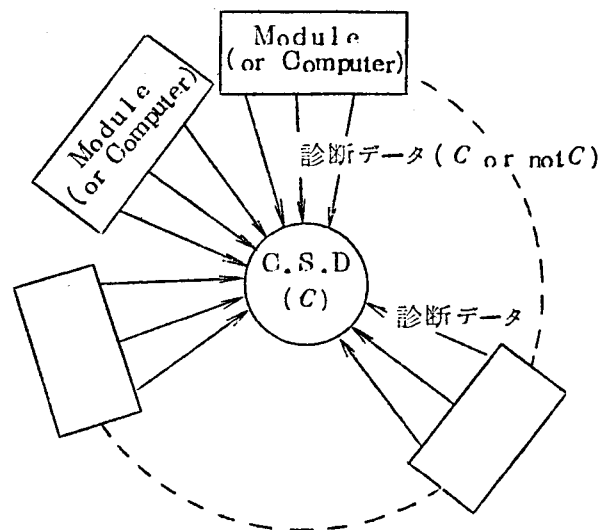 Module
(or Computer)
Module
(or Computer)
診断データ(C or notC)
C.S.D
(C)
診断データ